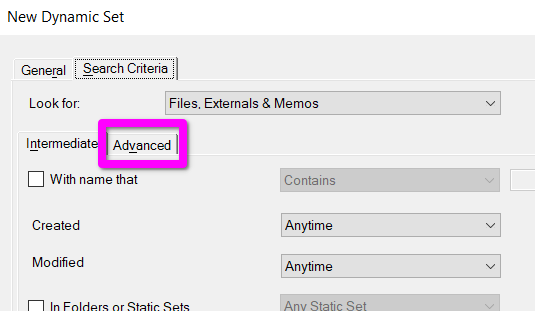 New Dynamic Set
General Search Criteria
Look for: Files, Externals & Memos
Intermediate Advanced
With name that Contains
Created Anytime
Modified Anytime
In Folders or Static Sets Any Static Set